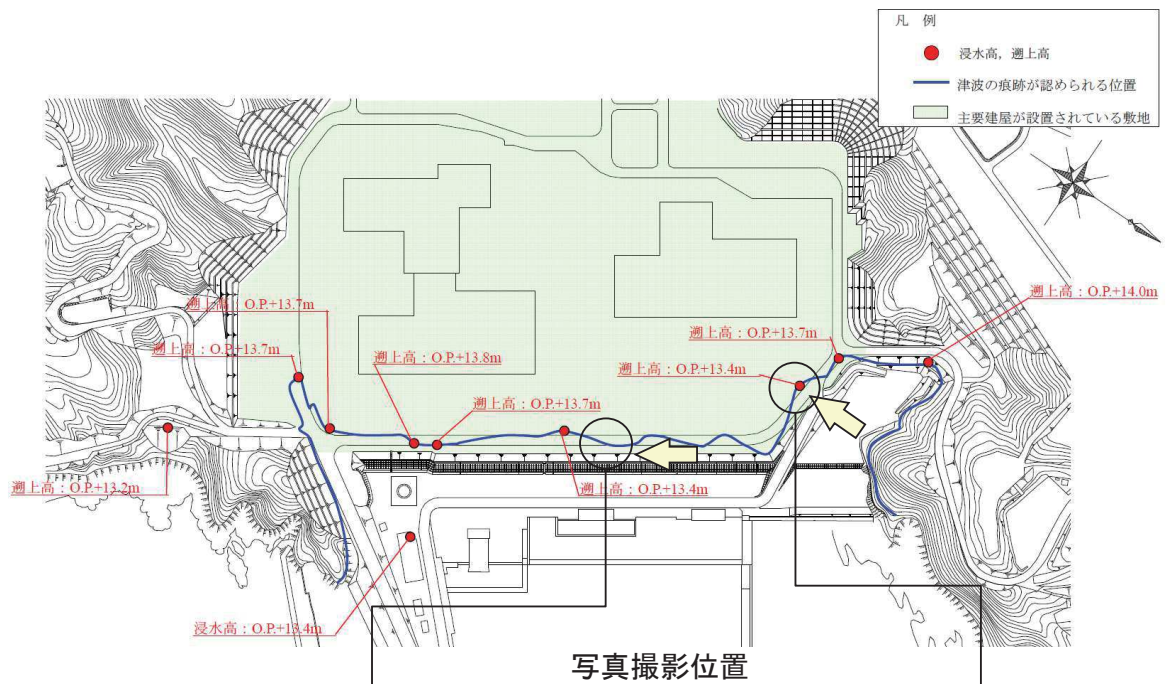 凡 例
浸水高，遡上高
津波の痕跡が認められる位置
主要建屋が設置されている敷地
遡上高：O.P.+13.7m
遡上高：O.P.+14.0m
遡上高：O.P.+13.7m
遡上高：O.P.+13.7m
遡上高：O.P.+13.8m
遡上高：O.P.+13.4m
遡上高：O.P.+13.7m
遡上高：O.P.+13.2m
遡上高：O.P.+13.4m
浸水高：O.P.+13.4m
写真撮影位置